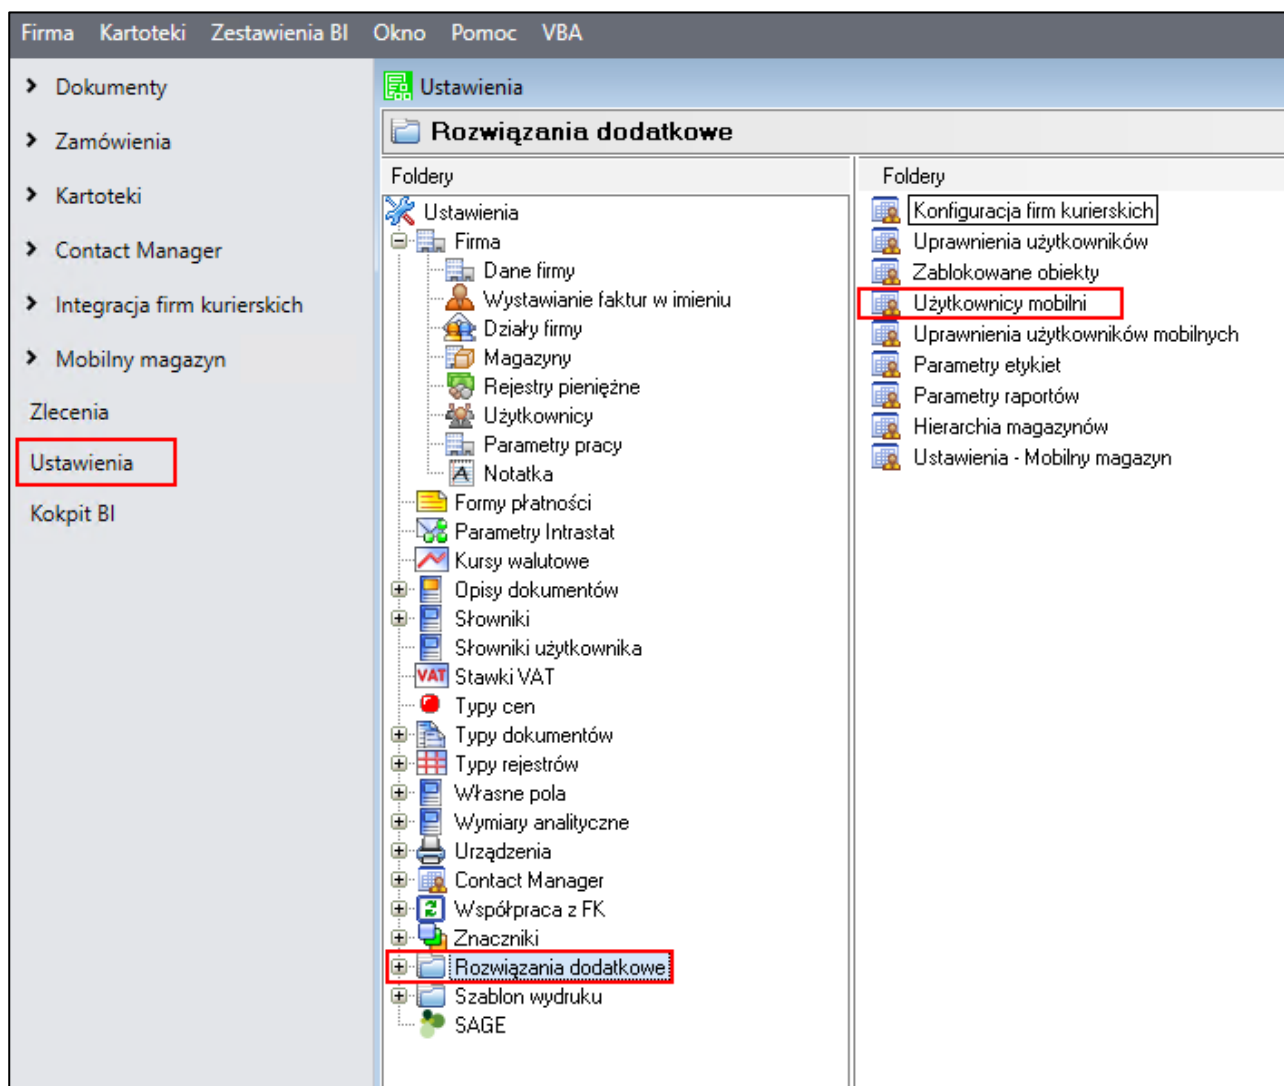 Firma Kartoteki Zestawienia BI Okno Pomoc VBA
Dokumenty
Zamówienia
Kartoteki
Contact Manager
Integracja firm kurierskich
Mobilny magazyn
Zlecenia
Ustawienia
Kokpit BI
Ustawienia
Rozwiązania dodatkowe
Foldery
Ustawienia
Firma
Dane firmy
Wystawianie faktur w imieniu
Działy firmy
Magazyny
Rejestry pieniężne
Użytkownicy
Parametry pracy
Notatka
Formy płatności
Parametry Intrastat
Kursy walutowe
Opisy dokumentów
Słowniki
Słowniki użytkownika
VAT Stawki VAT
Typy cen
Typy dokumentów
Typy rejestrów
Własne pola
Wymiary analityczne
Urządzenia
Contact Manager
Współpraca z FK
Znaczniki
Rozwiązania dodatkowe
Szablon wydruku
SAGE
Foldery
Konfiguracja firm kurierskich
Uprawnienia użytkowników
Zablokowane obiekty
Użytkownicy mobilni
Uprawnienia użytkowników mobilnych
Parametry etykiet
Parametry raportów
Hierarchia magazynów
Ustawienia - Mobilny magazyn